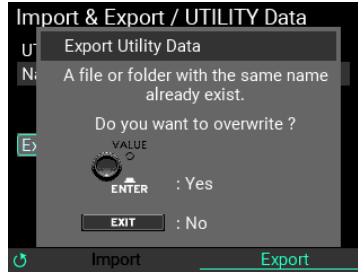 Import & Export / UTILITY Data
Export Utility Data
A file or folder with the same name
already exist.
Do you want to overwrite ?
VALUE
ENTER : Yes
EXIT : No
Import Export